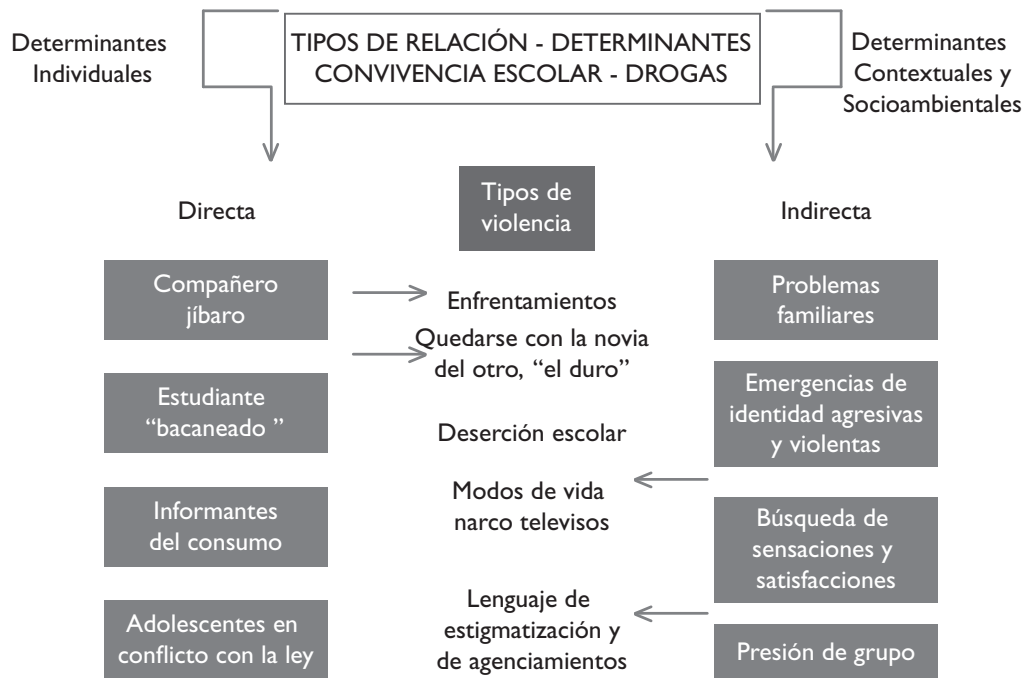 Determinantes
Individuales
TIPOS DE RELACIÓN - DETERMINANTES
CONVIVENCIA ESCOLAR - DROGAS
Determinantes
Contextuales y
Socioambientales
Directa
Tipos de
violencia
Indirecta
Compañero
jíbaro
Estudiante
“bacaneado ”
Informantes
del consumo
Adolescentes en
conflicto con la ley
Enfrentamientos
Quedarse con la novia
del otro, “el duro”
Deserción escolar
Modos de vida
narco televisos
Lenguaje de
estigmatización y
de agenciamientos
Problemas
familiares
Emergencias de
identidad agresivas
y violentas
Búsqueda de
sensaciones y
satisfacciones
Presión de grupo